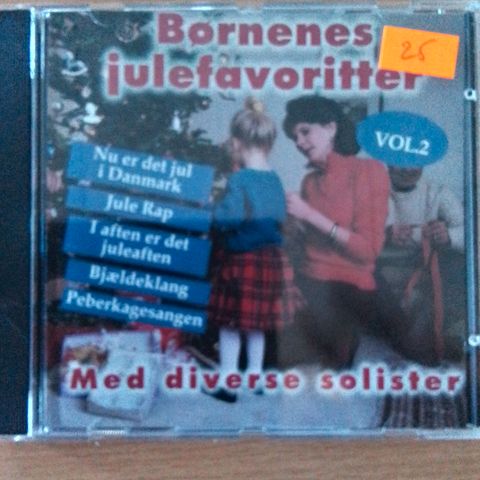 Børnenes
julefavoritter
25
VOL.2
Nu er det jul
i Danmark
Jule Rap
I aften er det
juleaften
Bjældeklang
Peberkagesangen
Med diverse solister